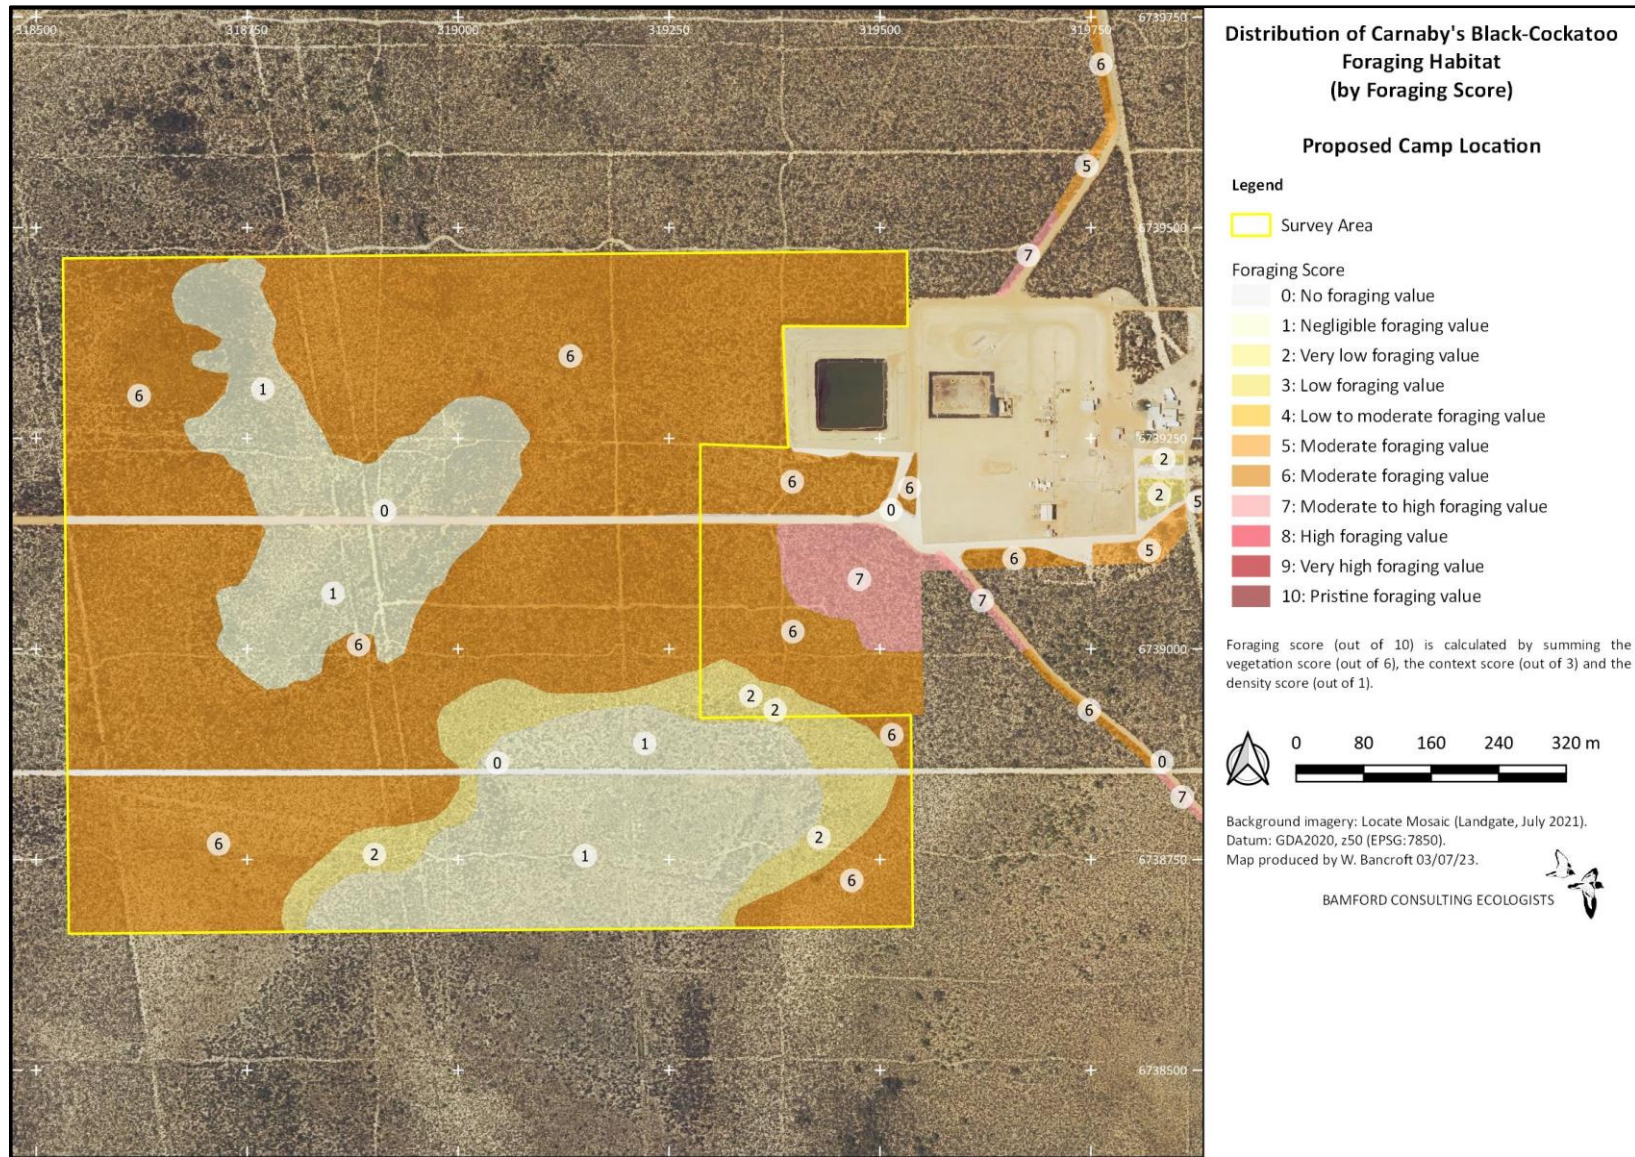 318500
318750
319000
319250
319500
319750
6739750
6
5
6739500
7
6
6
1
6739250
2
6
6
2
5
0
0
5
6
7
1
7
6
6
6739000
2
2
6
6
1
0
0
7
2
6
2
1
6738750
6
6738500
Distribution of Carnaby's Black-Cockatoo
Foraging Habitat
(by Foraging Score)
Proposed Camp Location
Legend
Survey Area
Foraging Score
0: No foraging value
1: Negligible foraging value
2: Very low foraging value
3: Low foraging value
4: Low to moderate foraging value
5: Moderate foraging value
6: Moderate foraging value
7: Moderate to high foraging value
8: High foraging value
9: Very high foraging value
10: Pristine foraging value
Foraging score (out of 10) is calculated by summing the
vegetation score (out of 6), the context score (out of 3) and the
density score (out of 1).
0 80 160 240 320 m
Background imagery: Locate Mosaic (Landgate, July 2021).
Datum: GDA2020, z50 (EPSG:7850).
Map produced by W. Bancroft 03/07/23.
BAMFORD CONSULTING ECOLOGISTS